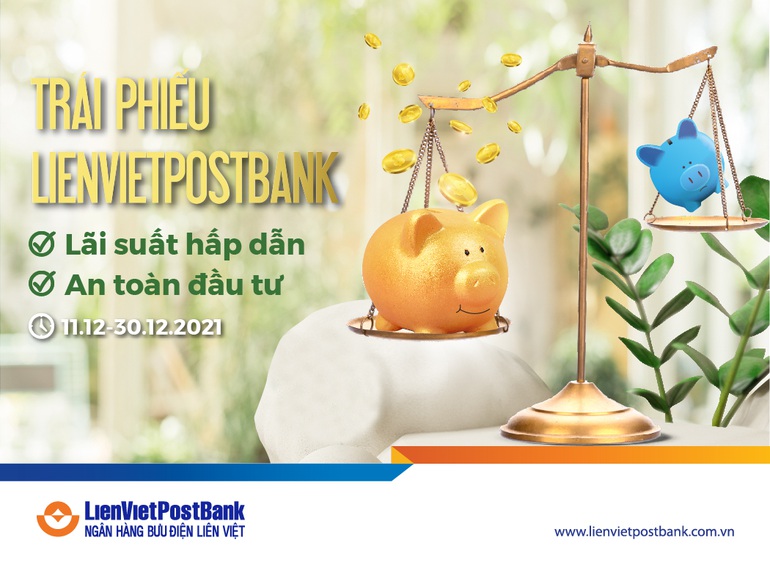 TRÁI PHIẾU
LIENVIETPOSTBANK
Lãi suất hấp dẫn
An toàn đầu tư
11.12-30.12.2021
LienVietPostBank
NGÂN HÀNG BƯU ĐIỆN LIÊN VIỆT
www.lienvietpostbank.com.vn